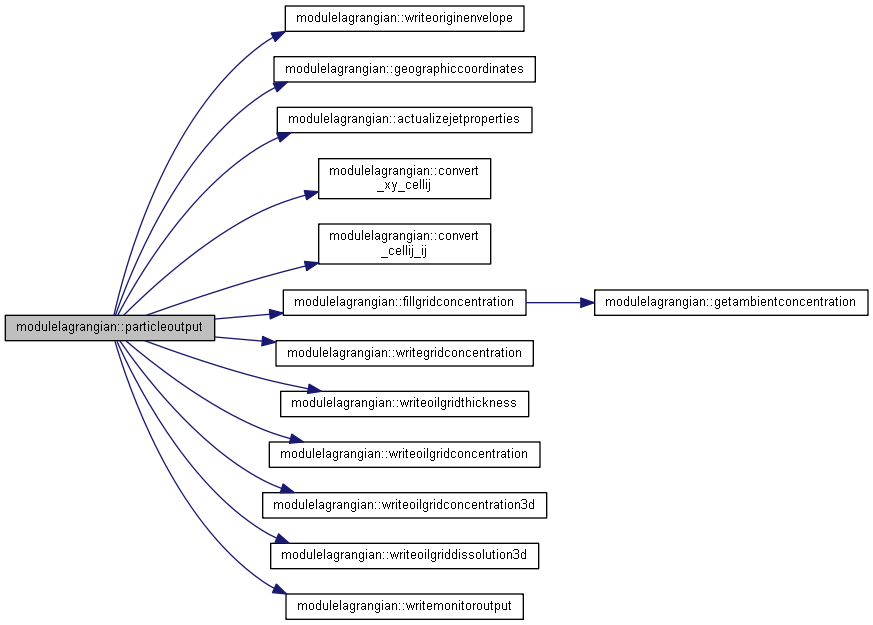 modulelagrangian::writeoriginenvelope
modulelagrangian::geographiccoordinates
modulelagrangian::actualizejetproperties
modulelagrangian::convert
_xy_cellij
modulelagrangian::convert
_cellij_ij
modulelagrangian::fillgridconcentration
modulelagrangian::getambientconcentration
modulelagrangian::particleoutput
modulelagrangian::writegridconcentration
modulelagrangian::writeoilgridthickness
modulelagrangian::writeoilgridconcentration
modulelagrangian::writeoilgridconcentration3d
modulelagrangian::writeoilgriddissolution3d
modulelagrangian::writemonitoroutput